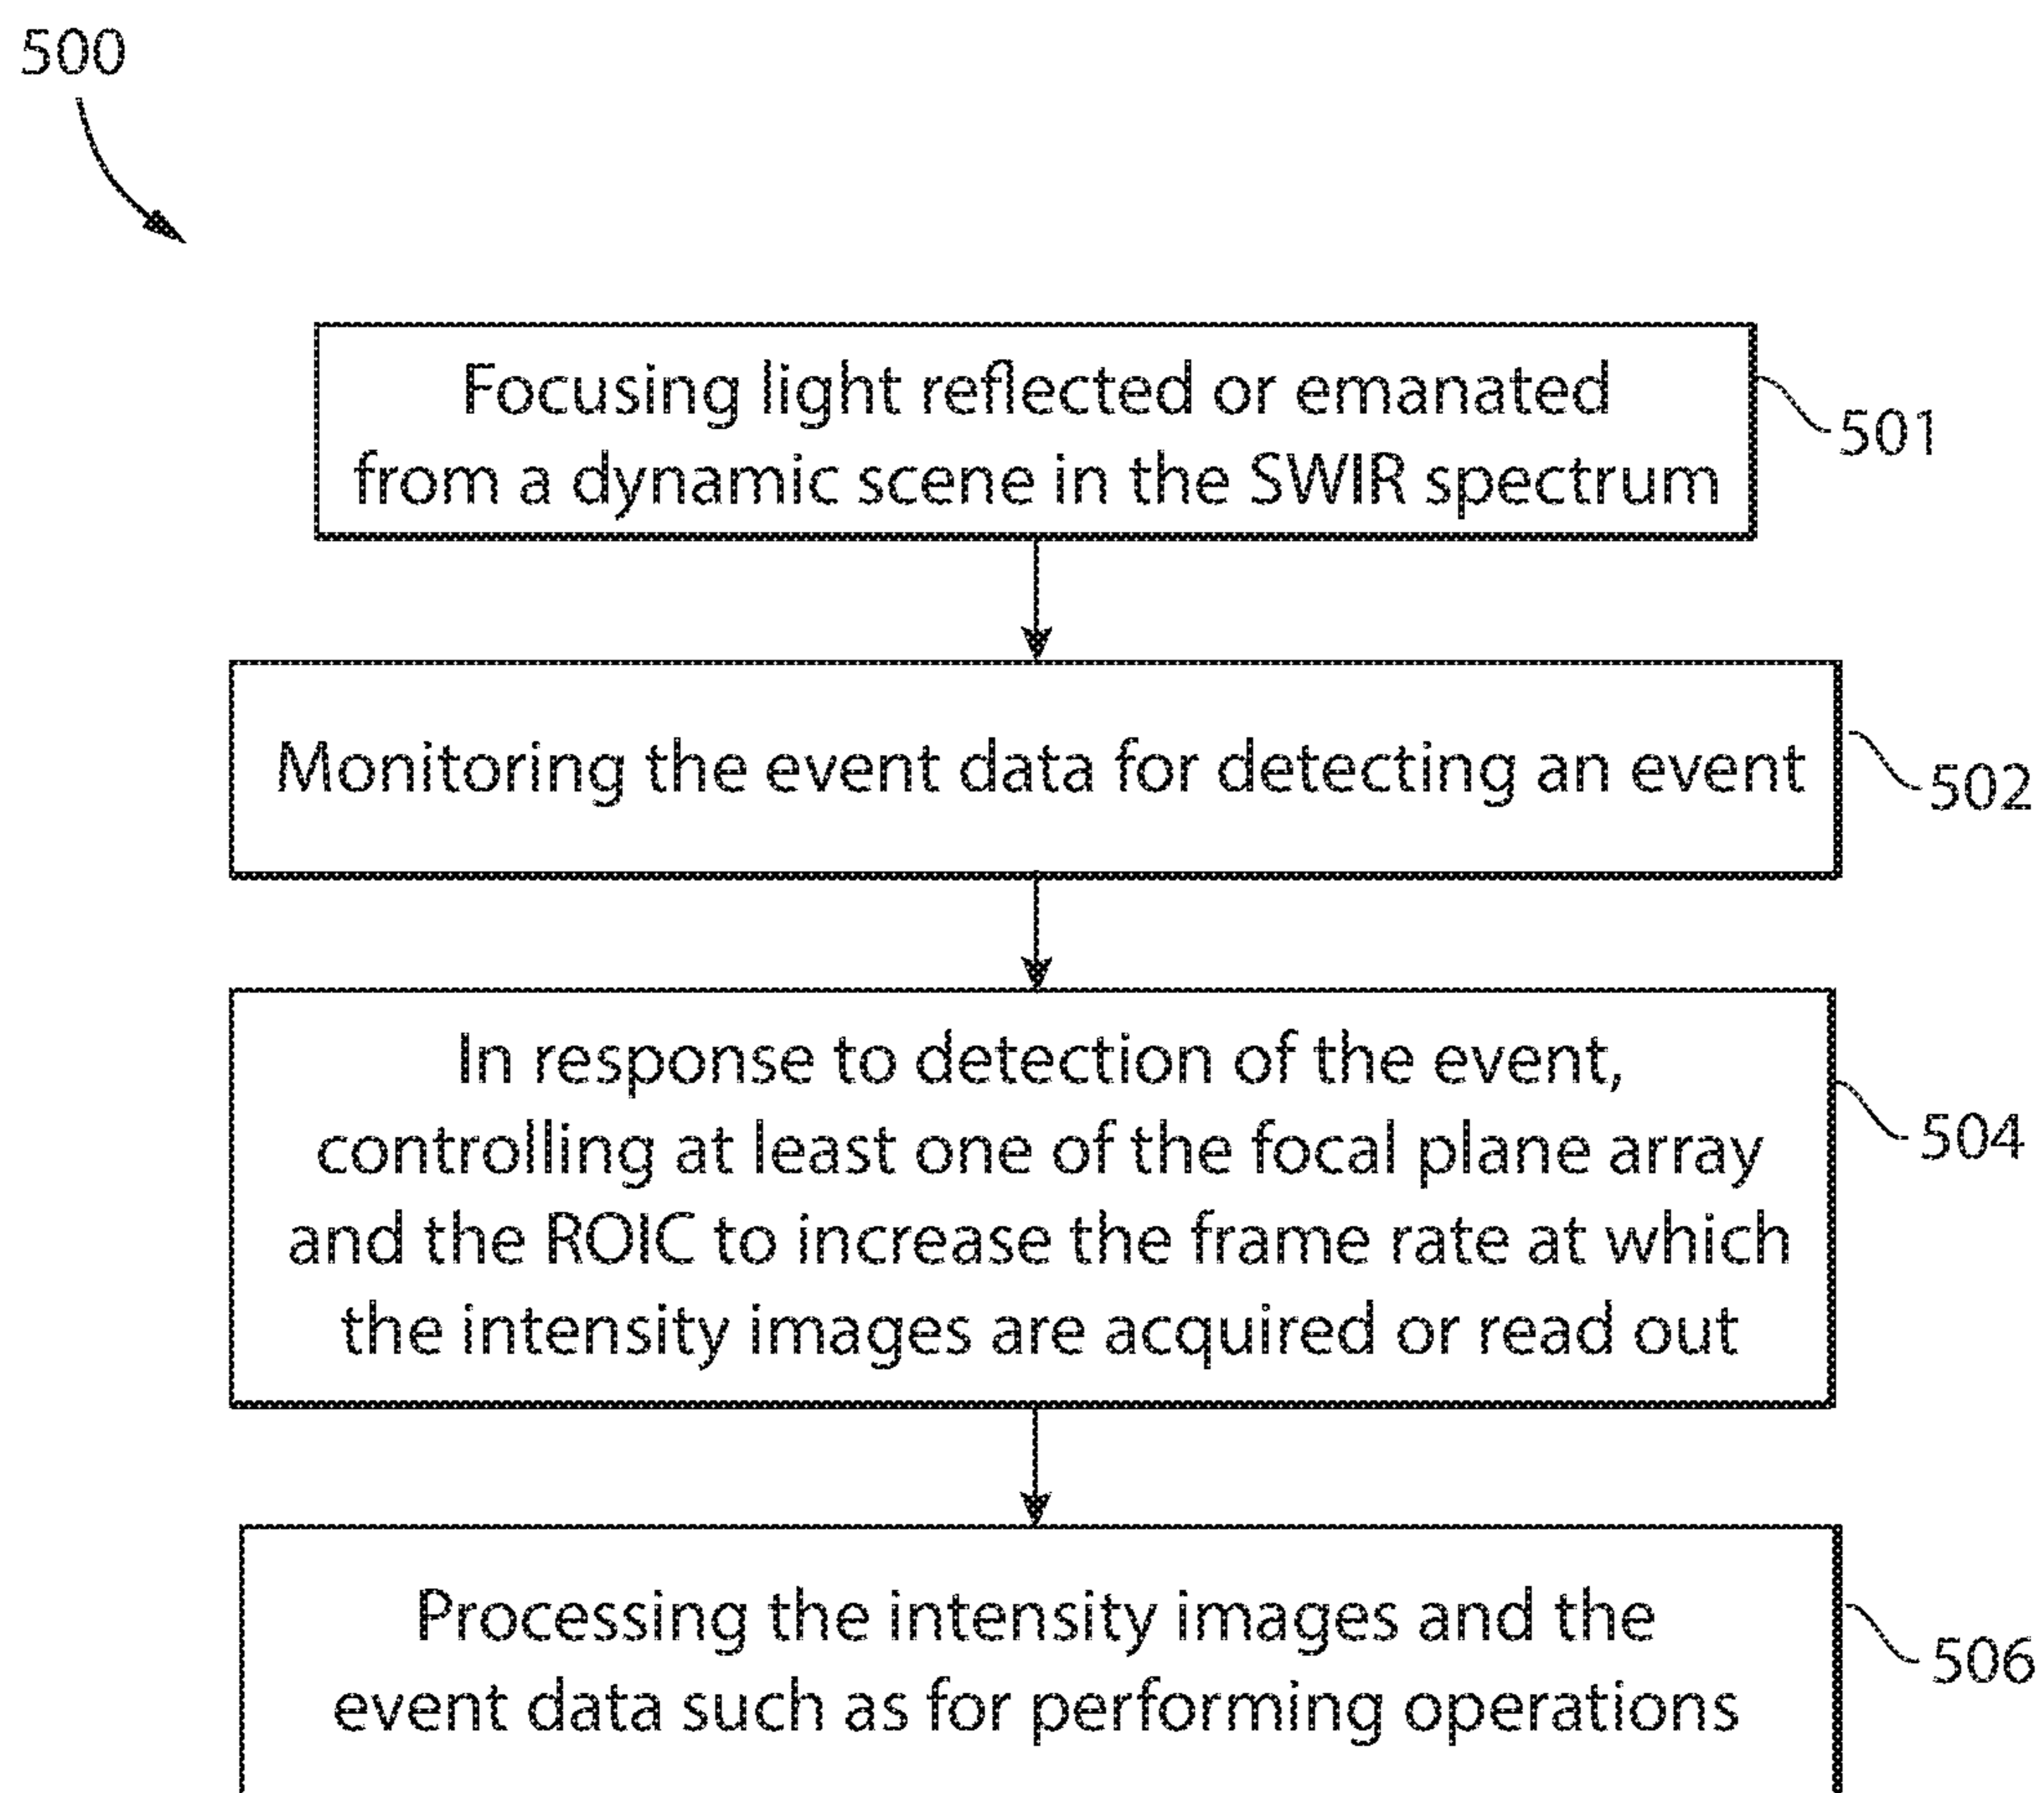 500
Focusing light reflected or emanated
from a dynamic scene in the SWIR spectrum
501
Monitoring the event data for detecting an event
502
In response to detection of the event,
controlling at least one of the focal plane array
and the ROIC to increase the frame rate at which
the intensity images are acquired or read out
504
Processing the intensity images and the
event data such as for performing operations
506